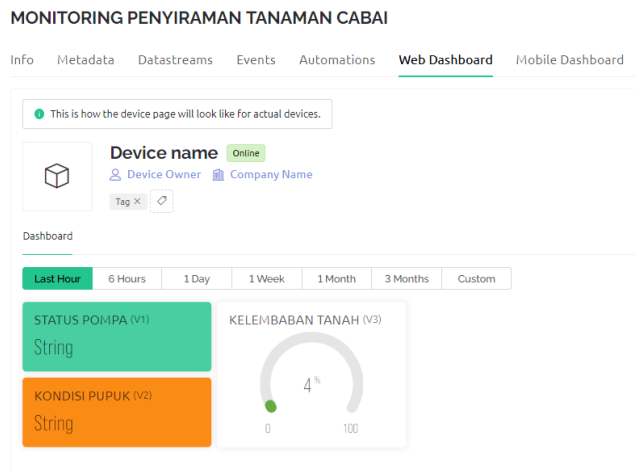 MONITORING PENYIRAMAN TANAMAN CABAI
Info Metadata Datastreams Events Automations Web Dashboard Mobile Dashboard
This is how the device page will look like for actual devices.
Device name Online
Device Owner Company Name
Tag ×
Dashboard
Last Hour 6 Hours 1 Day 1 Week 1 Month 3 Months Custom
STATUS POMPA (V1)
String
KONDISI PUPUK (V2)
String
KELEMBABAN TANAH (V3)
4 %
0 100